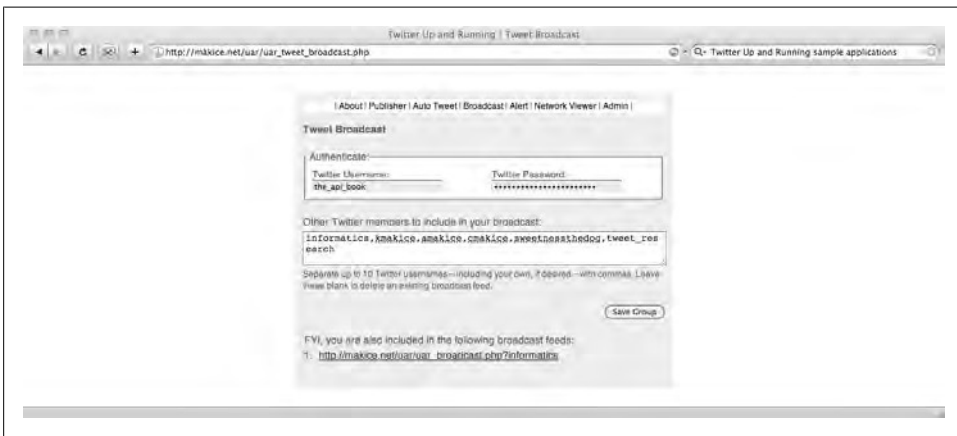 Twitter Up and Running | Tweet Broadcast
http://makice.net/uar/uar_tweet_broadcast.php
Twitter Up and Running sample applications
| About | Publisher | Auto Tweet | Broadcast | Alert | Network Viewer | Admin |
Tweet Broadcast
Authenticate:
Twitter Username: Twitter Password:
the_api_book ••••••••••••••••••••••••
Other Twitter members to include in your broadcast:
informatics,kmakice,amakice,cmakice,sweetnessthedog,tweet_res
earch
Separate up to 10 Twitter usernames—including your own, if desired—with commas. Leave
these blank to delete an existing broadcast feed.
Save Group
FYI, you are also included in the following broadcast feeds:
1. http://makice.net/uar/uar_broadcast.php?informatics